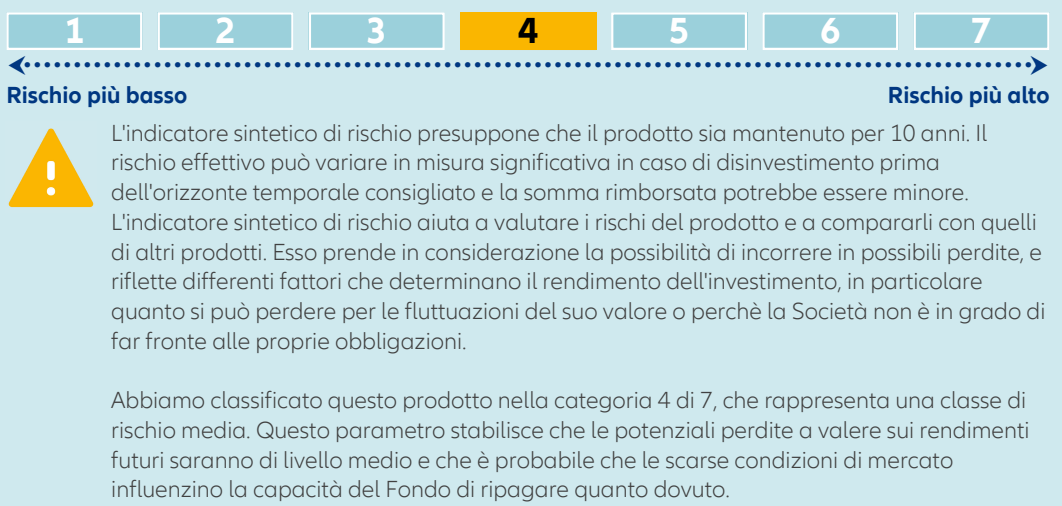 1 2 3 4 5 6 7
Rischio più basso Rischio più alto
L'indicatore sintetico di rischio presuppone che il prodotto sia mantenuto per 10 anni. Il
rischio effettivo può variare in misura significativa in caso di disinvestimento prima
dell'orizzonte temporale consigliato e la somma rimborsata potrebbe essere minore.
L'indicatore sintetico di rischio aiuta a valutare i rischi del prodotto e a compararli con quelli
di altri prodotti. Esso prende in considerazione la possibilità di incorrere in possibili perdite, e
riflette differenti fattori che determinano il rendimento dell'investimento, in particolare
quanto si può perdere per le fluttuazioni del suo valore o perchè la Società non è in grado di
far fronte alle proprie obbligazioni.
Abbiamo classificato questo prodotto nella categoria 4 di 7, che rappresenta una classe di
rischio media. Questo parametro stabilisce che le potenziali perdite a valere sui rendimenti
futuri saranno di livello medio e che è probabile che le scarse condizioni di mercato
influenzino la capacità del Fondo di ripagare quanto dovuto.